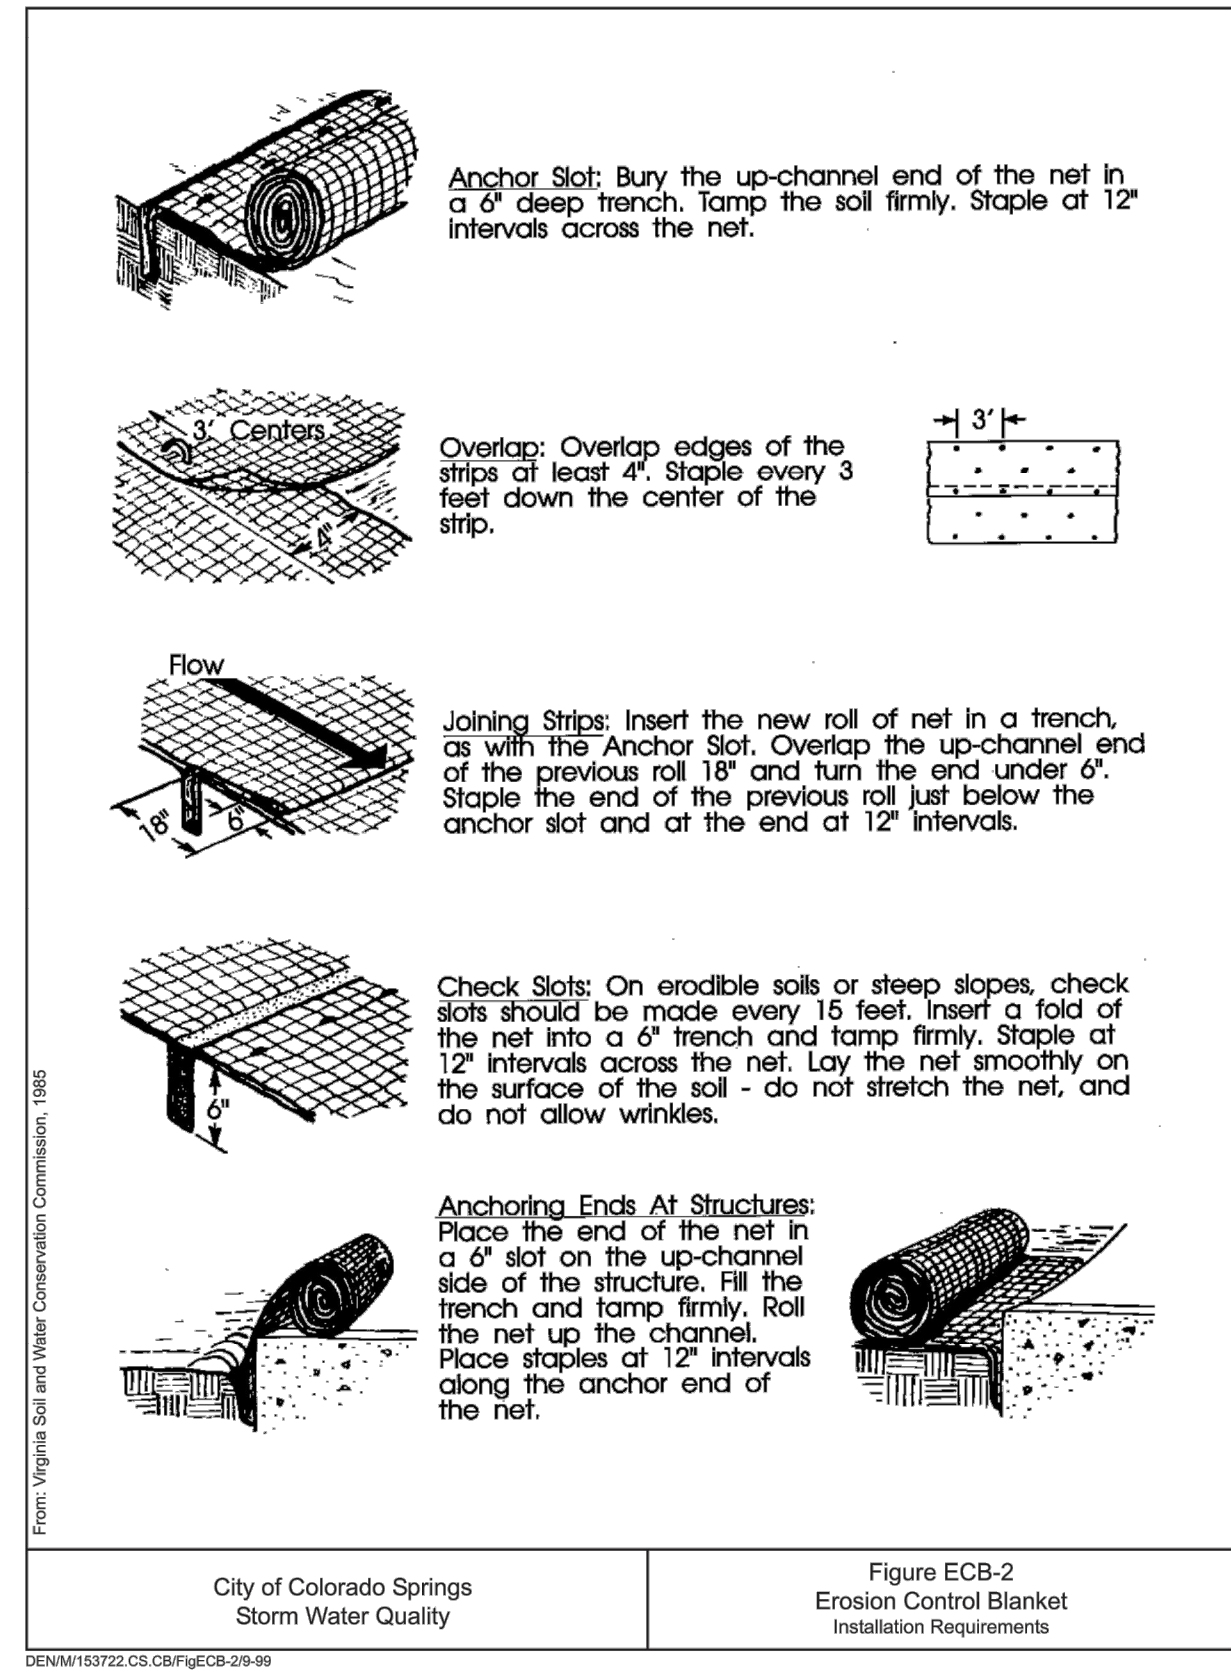 Anchor Slot: Bury the up-channel end of the net in
a 6" deep trench. Tamp the soil firmly. Staple at 12"
intervals across the net.
3' Centers
4"
Overlap: Overlap edges of the
strips at least 4". Staple every 3
feet down the center of the
strip.
3'
Flow
18"
6"
Joining Strips: Insert the new roll of net in a trench,
as with the Anchor Slot. Overlap the up-channel end
of the previous roll 18" and turn the end under 6".
Staple the end of the previous roll just below the
anchor slot and at the end at 12" intervals.
6"
Check Slots: On erodible soils or steep slopes, check
slots should be made every 15 feet. Insert a fold of
the net into a 6" trench and tamp firmly. Staple at
12" intervals across the net. Lay the net smoothly on
the surface of the soil - do not stretch the net, and
do not allow wrinkles.
Anchoring Ends At Structures:
Place the end of the net in
a 6" slot on the up-channel
side of the structure. Fill the
trench and tamp firmly. Roll
the net up the channel.
Place staples at 12" intervals
along the anchor end of
the net.
From: Virginia Soil and Water Conservation Commission, 1985
City of Colorado Springs
Storm Water Quality
Figure ECB-2
Erosion Control Blanket
Installation Requirements
DEN/M/153722.CS.CB/FigECB-2/9-99